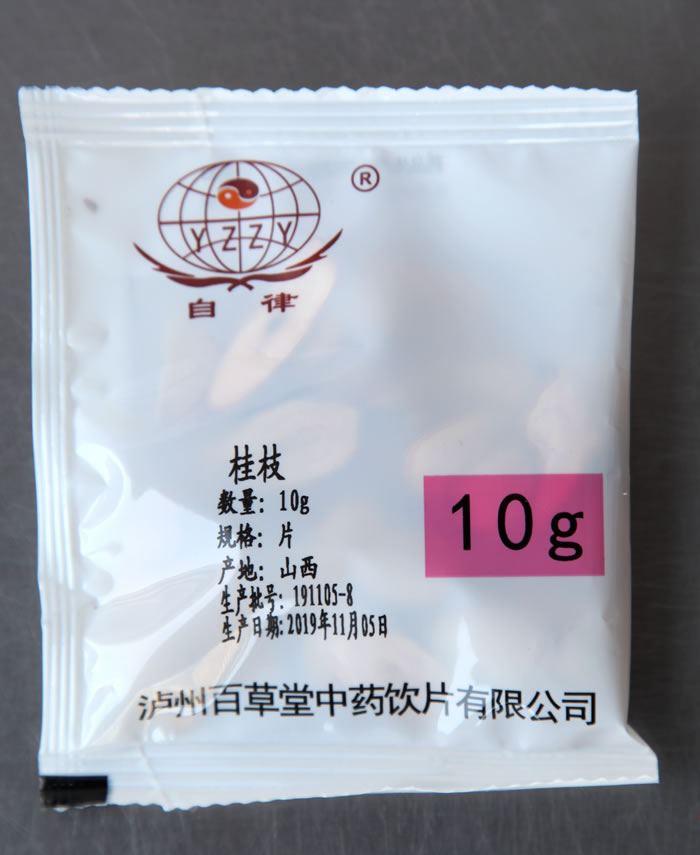 ®
YZZY
自律
桂枝
数量：10g
规格：片
产地：山西
生产批号：191105-8
生产日期：2019年11月05日
10g
泸州百草堂中药饮片有限公司